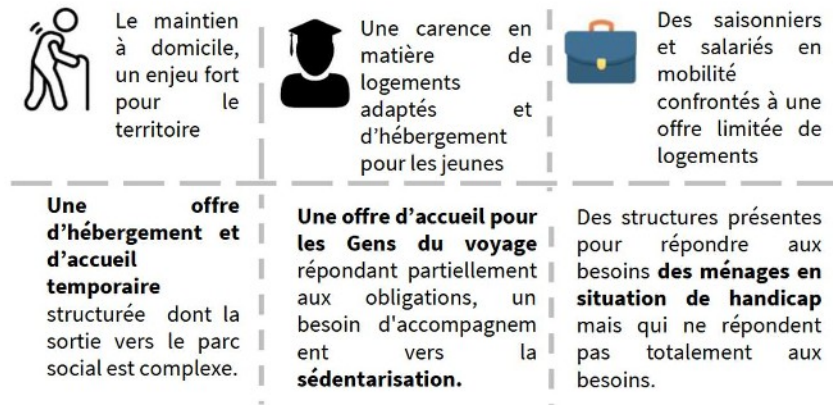 Le maintien
à domicile,
un enjeu fort
pour le
territoire
Une carence en
matière de
logements
adaptés et
d'hébergement
pour les jeunes
Des saisonniers
et salariés en
mobilité
confrontés à une
offre limitée de
logements
Une offre
d'hébergement et
d'accueil
temporaire
structurée dont la
sortie vers le parc
social est complexe.
Une offre d'accueil pour
les Gens du voyage
répondant partiellement
aux obligations, un
besoin d'accompagnem
ent vers la
sédentarisation.
Des structures présentes
pour répondre aux
besoins des ménages en
situation de handicap
mais qui ne répondent
pas totalement aux
besoins.